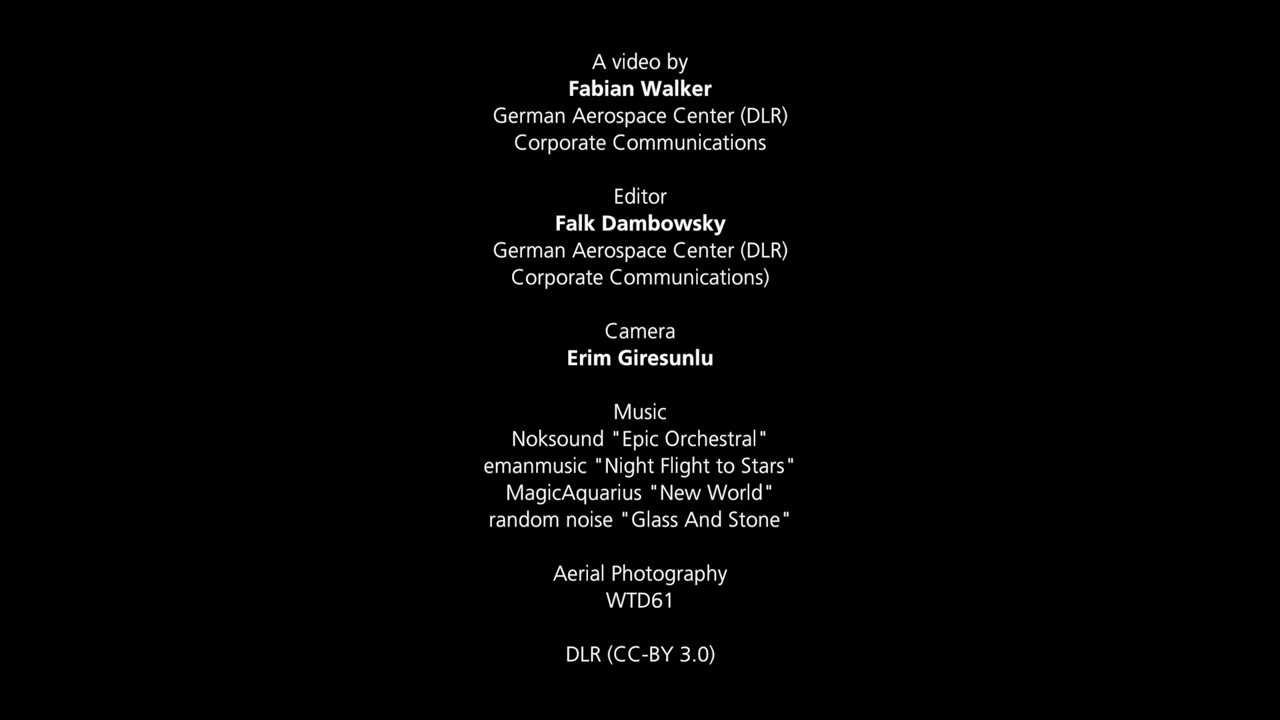 A video by
Fabian Walker
German Aerospace Center (DLR)
Corporate Communications
Editor
Falk Dambowsky
German Aerospace Center (DLR)
Corporate Communications)
Camera
Erim Giresunlu
Music
Noksound "Epic Orchestral"
emanmusic "Night Flight to Stars"
MagicAquarius "New World"
random noise "Glass And Stone"
Aerial Photography
WTD61
DLR (CC-BY 3.0)